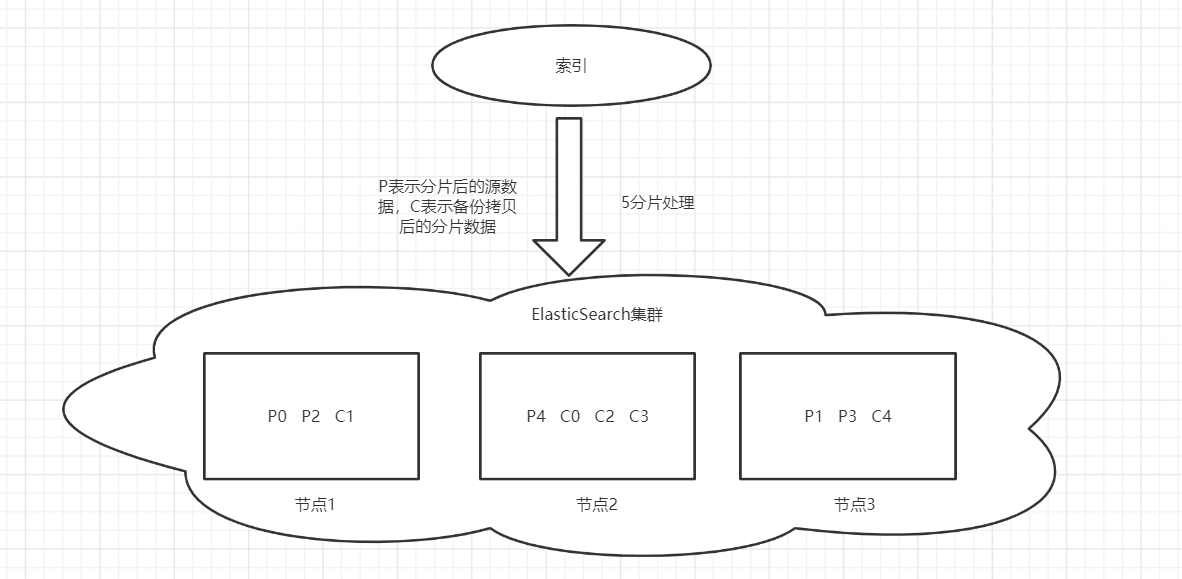 索引
P表示分片后的源数
据，C表示备份拷贝
后的分片数据
5分片处理
ElasticSearch集群
P0 P2 C1
P4 C0 C2 C3
P1 P3 C4
节点1
节点2
节点3